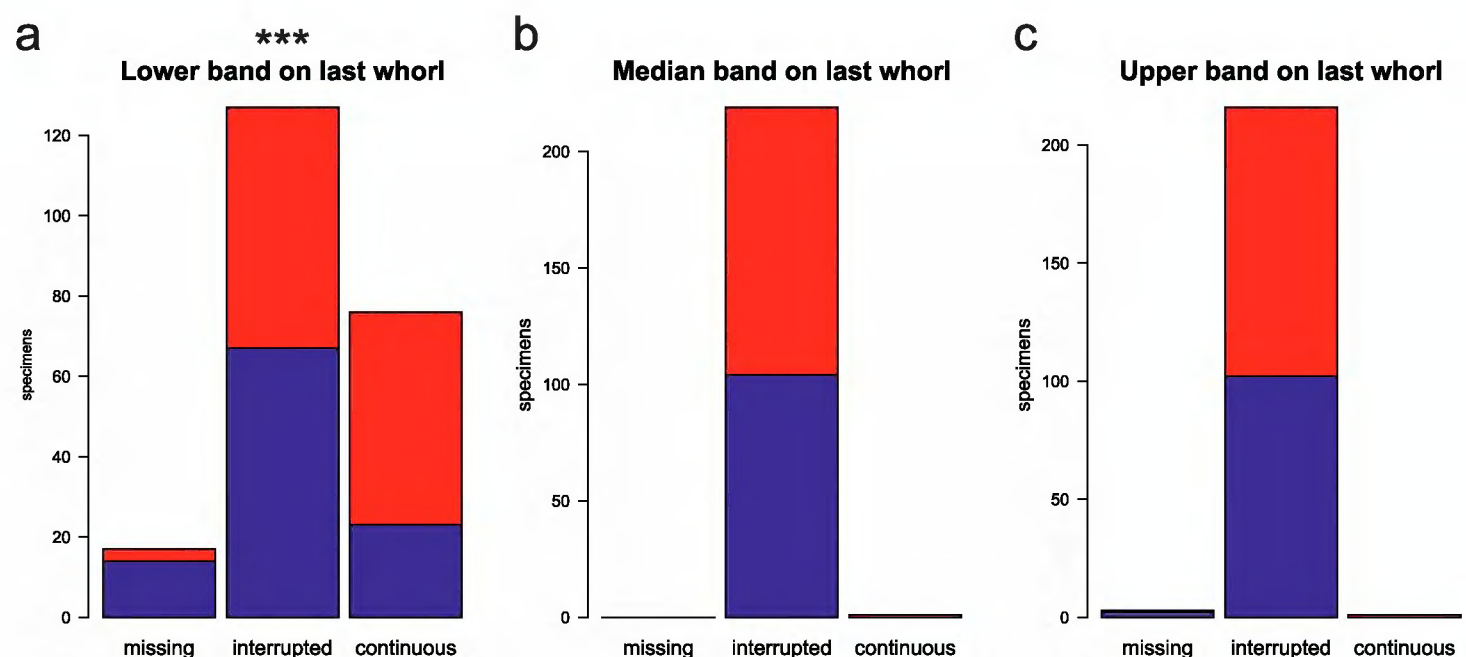 a
***
Lower band on last whorl
specimens
120
100
80
60
40
20
0
missing interrupted continuous
b
Median band on last whorl
specimens
200
150
100
50
0
missing interrupted continuous
c
Upper band on last whorl
specimens
200
150
100
50
0
missing interrupted continuous